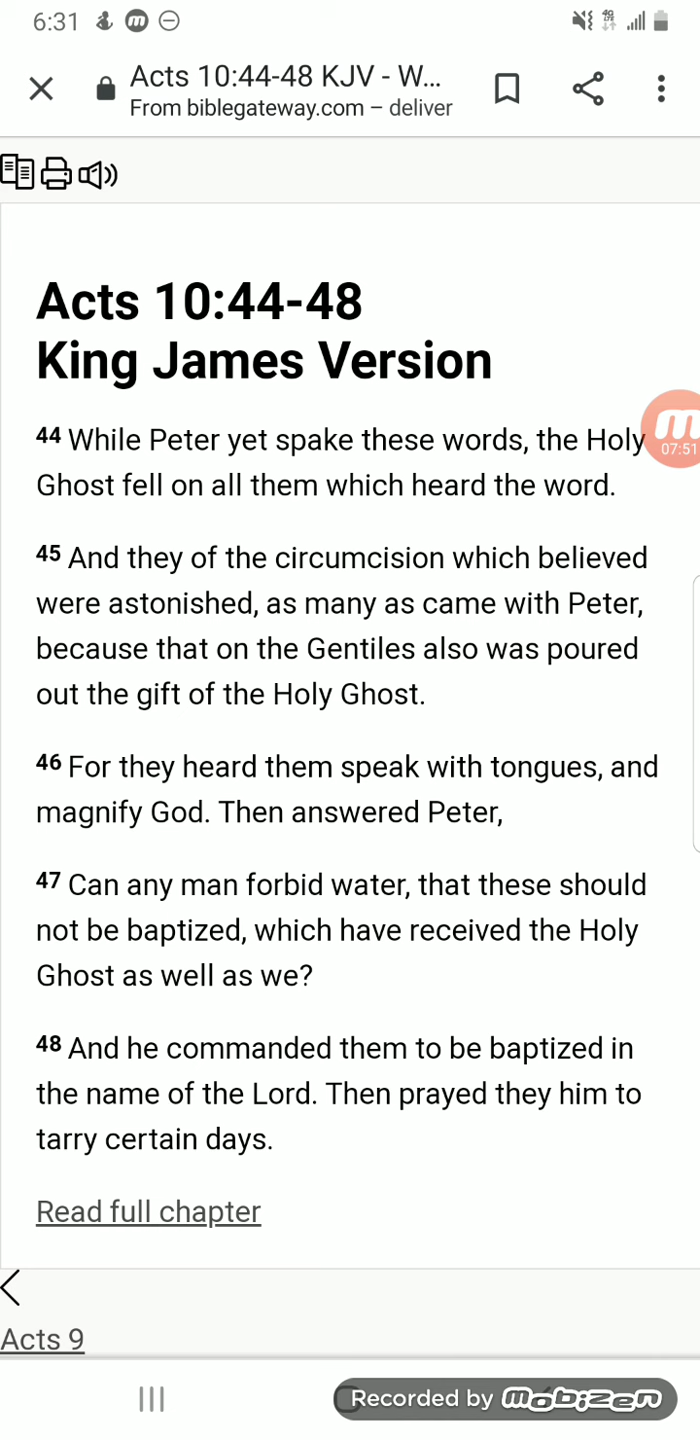 6:31
4G
Acts 10:44-48 KJV - W...
From biblegateway.com – deliver
Acts 10:44-48
King James Version
44 While Peter yet spake these words, the Holy
m
07:51
Ghost fell on all them which heard the word.
45 And they of the circumcision which believed
were astonished, as many as came with Peter,
because that on the Gentiles also was poured
out the gift of the Holy Ghost.
46 For they heard them speak with tongues, and
magnify God. Then answered Peter,
47 Can any man forbid water, that these should
not be baptized, which have received the Holy
Ghost as well as we?
48 And he commanded them to be baptized in
the name of the Lord. Then prayed they him to
tarry certain days.
Read full chapter
Acts 9
Recorded by mobizen